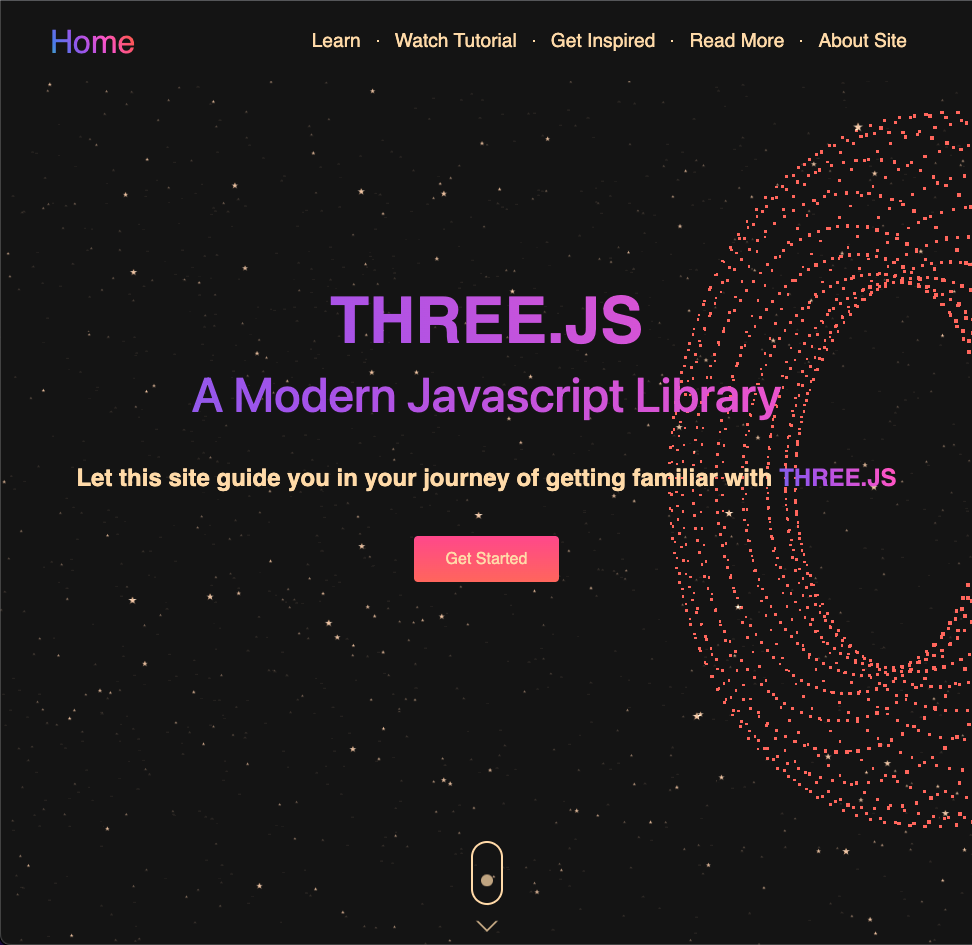 Home
Learn · Watch Tutorial · Get Inspired · Read More · About Site
THREE.JS
A Modern Javascript Library
Let this site guide you in your journey of getting familiar with THREE.JS
Get Started